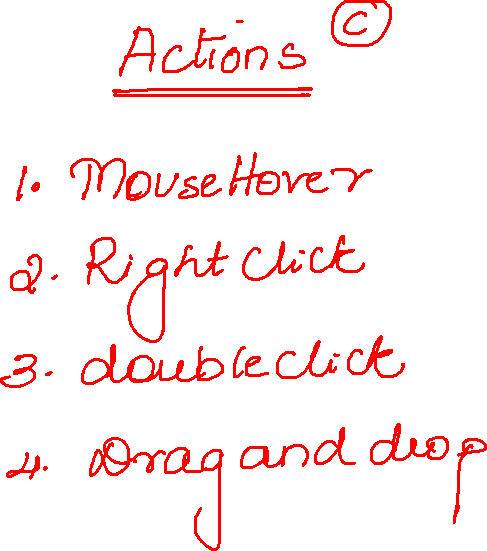 Actions ©
1. MouseHover
2. Right Click
3. doubleclick
4. Drag and drop